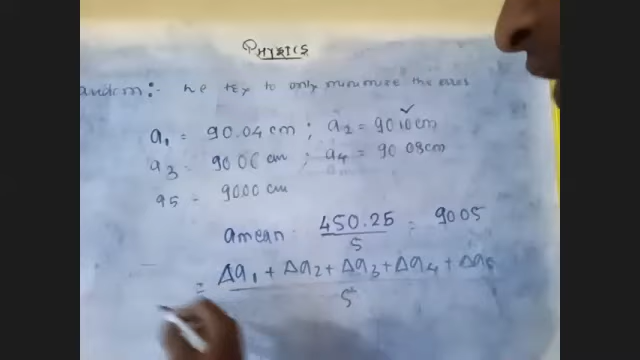 PHYSICS
andom :- we try to only minimise the errors
a1 = 90.04 cm ; a2 = 90 10 cm
a3 = 90 06 cm ; a4 = 90 05 cm
a5 = 90.00 cm
amean = 450.25 / 5 = 90 05
= Δa1 + Δa2 + Δa3 + Δa4 + Δa5 / 5